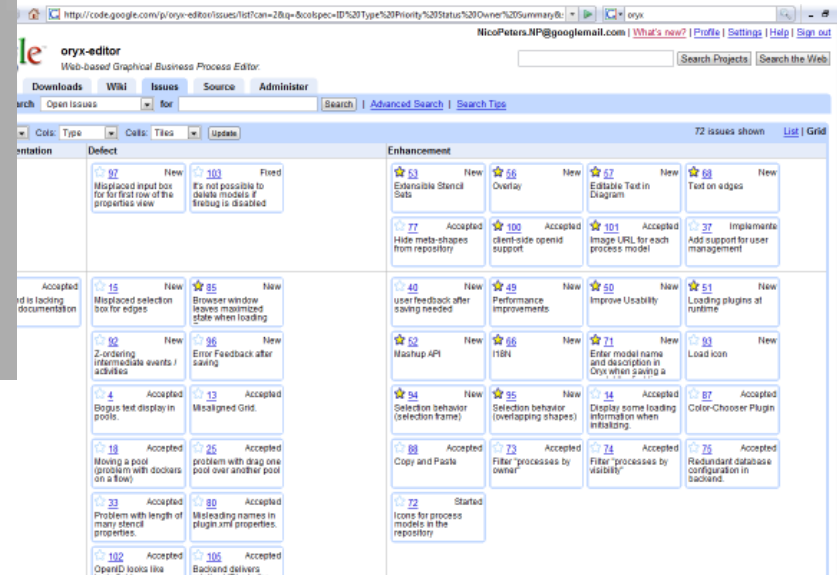 http://code.google.com/p/oryx-editor/issues/list?can=2&q=&colspec=ID%20Type%20Priority%20Status%20Owner%20Summary&
oryx
NicoPeters.NP@googlemail.com | What's new? | Profile | Settings | Help | Sign out
le
oryx-editor
Web-based Graphical Business Process Editor.
Search Projects Search the Web
Downloads Wiki Issues Source Administer
arch Open Issues for Search | Advanced Search | Search Tips
Cols: Type Cells: Tiles Update 72 issues shown List | Grid
entation Defect Enhancement
97 New
Misplaced input box
for for first row of the
properties view
103 Fixed
It's not possible to
delete models if
firebug is disabled
53 New
Extensible Stencil
Sets
56 New
Overlay
57 New
Editable Text in
Diagram
68 New
Text on edges
77 Accepted
Hide meta-shapes
from repository
100 Accepted
client-side openid
support
101 Accepted
Image URL for each
process model
37 Implemente
Add support for user
management
Accepted
d is lacking
documentation
15 New
Misplaced selection
box for edges
85 New
Browser window
leaves maximized
state when loading
40 New
user feedback after
saving needed
49 New
Performance
improvements
50 New
Improve Usability
51 New
Loading plugins at
runtime
92 New
Z-ordering
intermediate events /
activities
96 New
Error Feedback after
saving
52 New
Mashup API
66 New
I18N
71 New
Enter model name
and description in
Oryx when saving a
93 New
Load icon
4 Accepted
Bogus text display in
pools.
13 Accepted
Misaligned Grid.
94 New
Selection behavior
(selection frame)
95 New
Selection behavior
(overlapping shapes)
14 Accepted
Display some loading
information when
initializing.
87 Accepted
Color-Chooser Plugin
18 Accepted
Moving a pool
(problem with dockers
on a flow)
25 Accepted
problem with drag one
pool over another pool
88 Accepted
Copy and Paste
73 Accepted
Filter "processes by
owner"
74 Accepted
Filter "processes by
visibility"
75 Accepted
Redundant database
configuration in
backend.
33 Accepted
Problem with length of
many stencil
properties.
80 Accepted
Misleading names in
plugin.xml properties.
72 Started
Icons for process
models in the
repository
102 Accepted
OpenID looks like
105 Accepted
Backend delivers